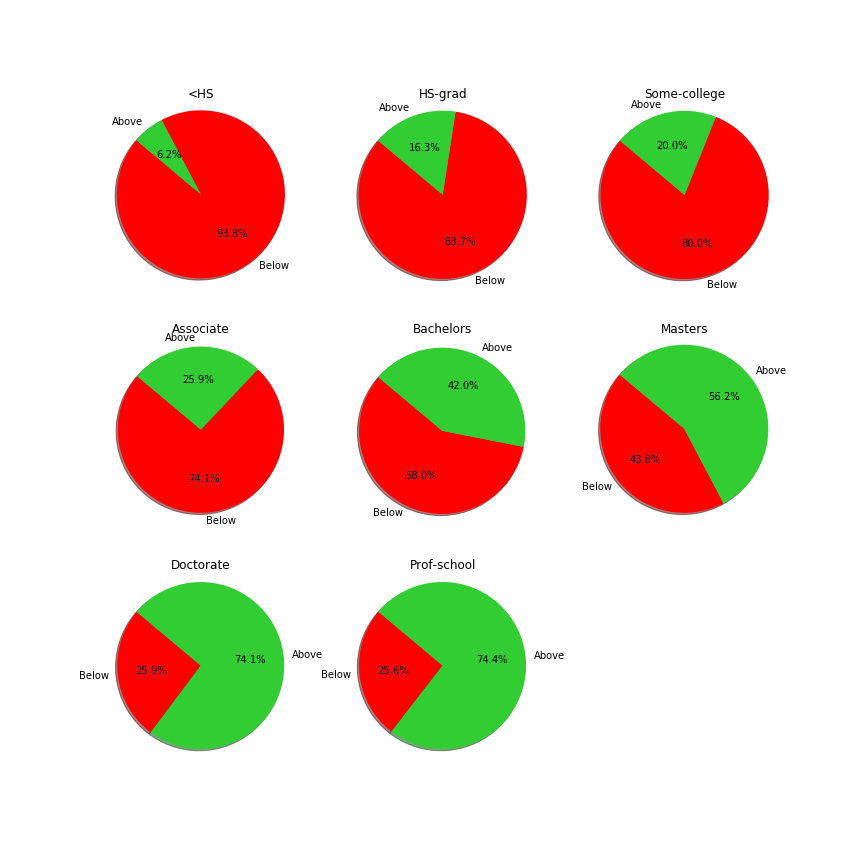 <HS
Above
6.2%
93.8%
Below
HS-grad
Above
16.3%
83.7%
Below
Some-college
Above
20.0%
80.0%
Below
Associate
Above
25.9%
74.1%
Below
Bachelors
Above
42.0%
58.0%
Below
Masters
Above
56.2%
43.8%
Below
Doctorate
Above
74.1%
25.9%
Below
Prof-school
Above
74.4%
25.6%
Below